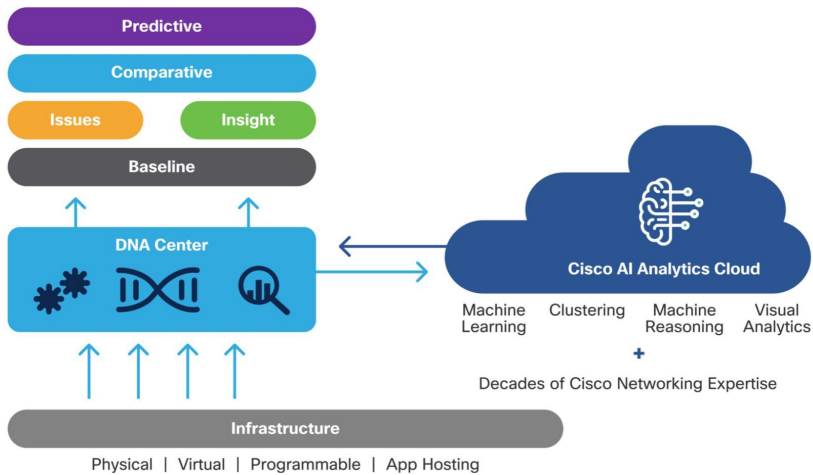 Predictive
Comparative
Issues
Insight
Baseline
DNA Center
Cisco AI Analytics Cloud
Machine Learning
Clustering
Machine Reasoning
Visual Analytics
+
Decades of Cisco Networking Expertise
Infrastructure
Physical | Virtual | Programmable | App Hosting